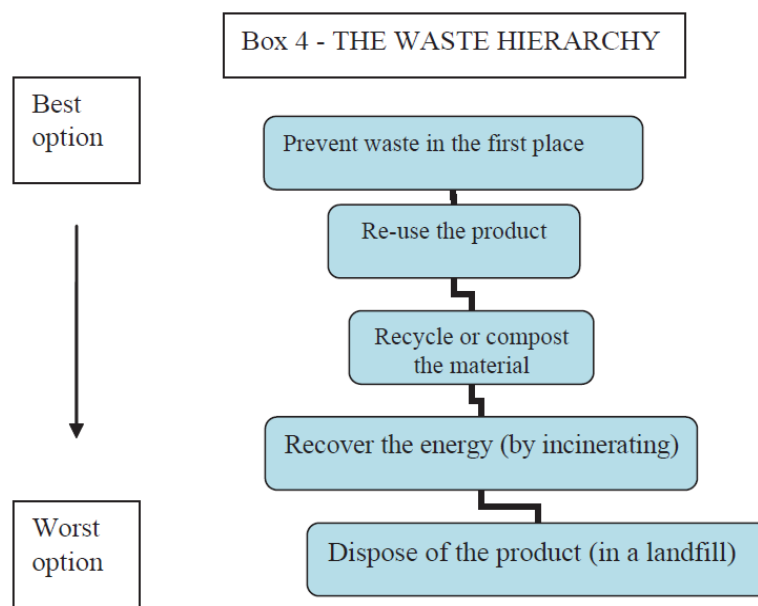 Box 4 - THE WASTE HIERARCHY
Best
option
Prevent waste in the first place
Re-use the product
Recycle or compost
the material
Recover the energy (by incinerating)
Worst
option
Dispose of the product (in a landfill)